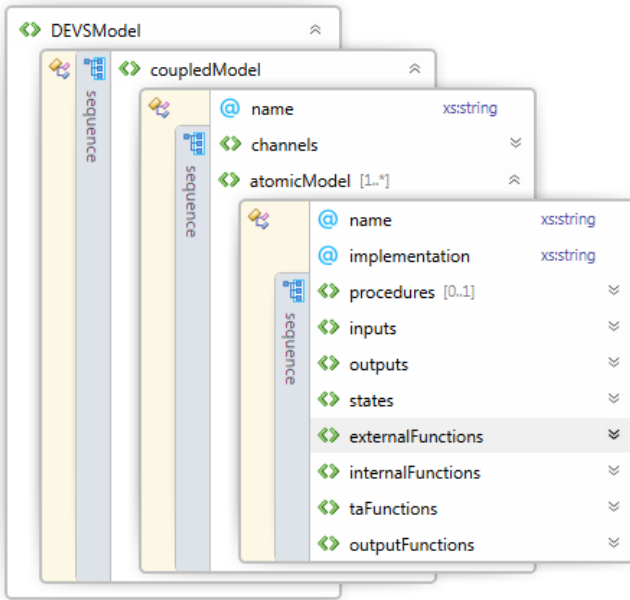 DEVSModel
sequence
coupledModel
sequence
@ name xs:string
channels
atomicModel [1..*]
sequence
@ name xs:string
@ implementation xs:string
procedures [0..1]
inputs
outputs
states
externalFunctions
internalFunctions
taFunctions
outputFunctions